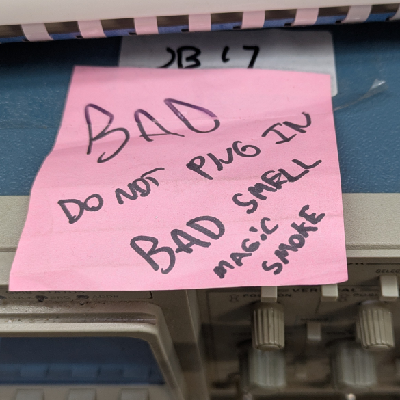 BAD
DO NOT PLUG IN
BAD SMELL
MAGIC
SMOKE